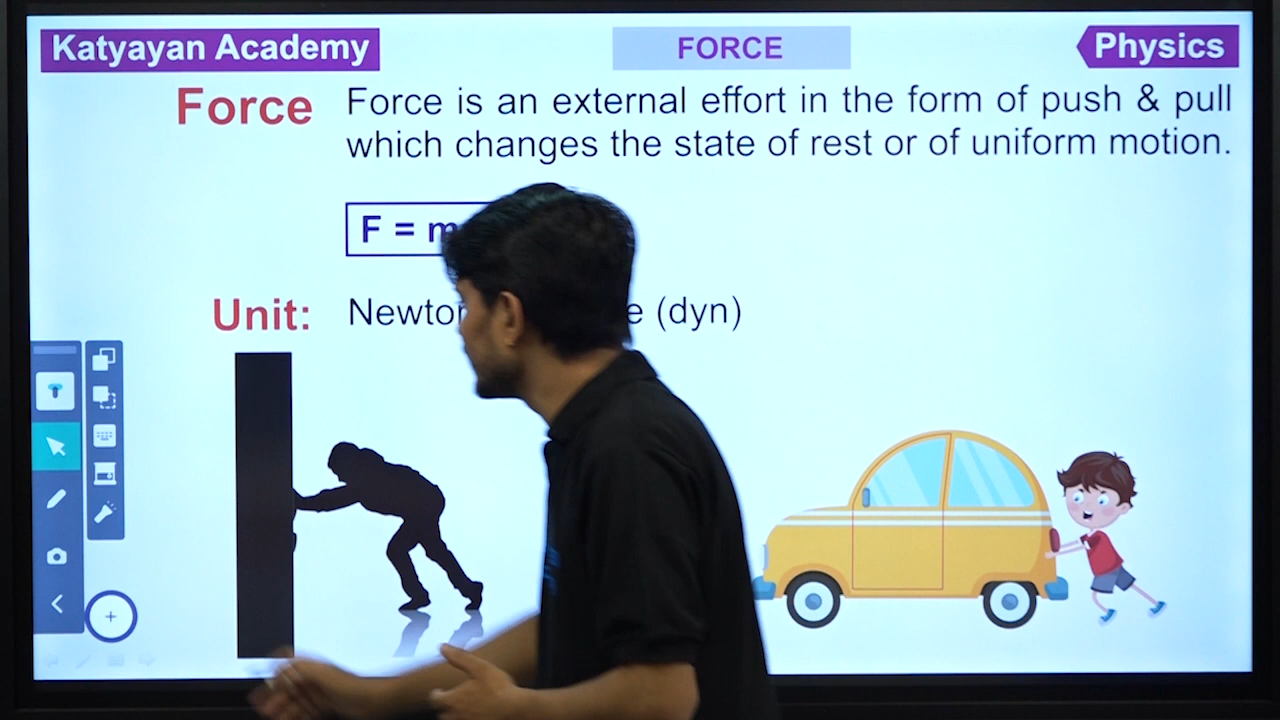 Katyayan Academy
FORCE
Physics
Force
Force is an external effort in the form of push & pull
which changes the state of rest or of uniform motion.
F =
Unit:
(dyn)